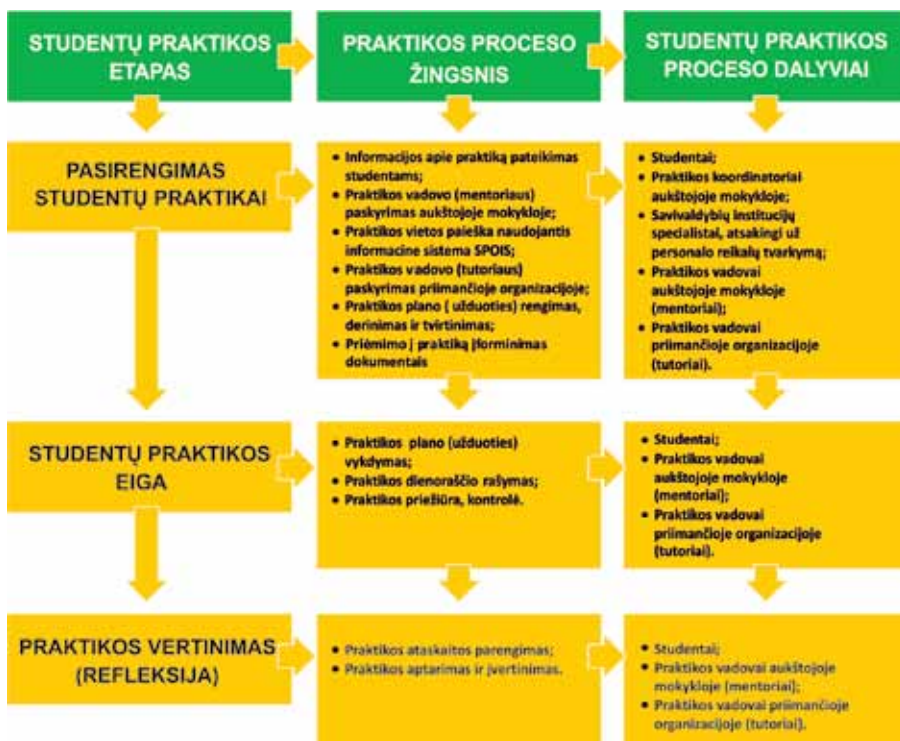 STUDENTŲ PRAKTIKOS
ETAPAS
PRAKTIKOS PROCESO
ŽINGSNIS
STUDENTŲ PRAKTIKOS
PROCESO DALYVIAI
PASIRENGIMAS
STUDENTŲ PRAKTIKAI
• Informacijos apie praktiką pateikimas
studentams;
• Praktikos vadovo (mentoriaus)
paskyrimas aukštojoje mokykloje;
• Praktikos vietos paieška naudojantis
informacine sistema SPOIS;
• Praktikos vadovo (tutoriaus)
paskyrimas priimančioje organizacijoje;
• Praktikos plano ( užduoties) rengimas,
derinimas ir tvirtinimas;
• Priėmimo į praktiką įforminimas
dokumentais
• Studentai;
• Praktikos koordinatoriai
aukštojoje mokykloje;
• Savivaldybių institucijų
specialistai, atsakingi už
personalo reikalų tvarkymą;
• Praktikos vadovai
aukštojoje mokykloje
(mentoriai);
• Praktikos vadovai
priimančioje organizacijoje
(tutoriai).
STUDENTŲ PRAKTIKOS
EIGA
• Praktikos plano (užduoties)
vykdymas;
• Praktikos dienoraščio rašymas;
• Praktikos priežiūra, kontrolė.
• Studentai;
• Praktikos vadovai
aukštojoje mokykloje
(mentoriai);
• Praktikos vadovai
priimančioje organizacijoje
(tutoriai).
PRAKTIKOS VERTINIMAS
(REFLEKSIJA)
• Praktikos ataskaitos parengimas;
• Praktikos aptarimas ir įvertinimas.
• Studentai;
• Praktikos vadovai aukštojoje
mokykloje (mentoriai);
• Praktikos vadovai priimančioje
organizacijoje (tutoriai).